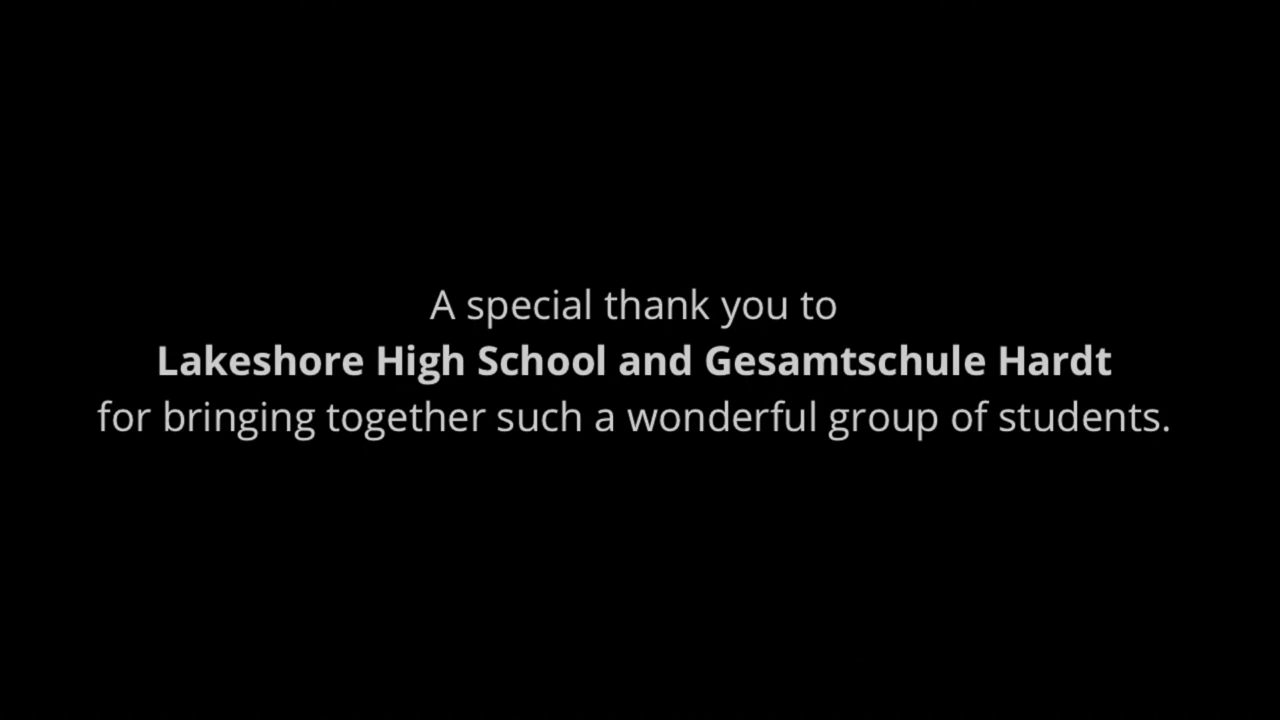 A special thank you to
Lakeshore High School and Gesamtschule Hardt
for bringing together such a wonderful group of students.